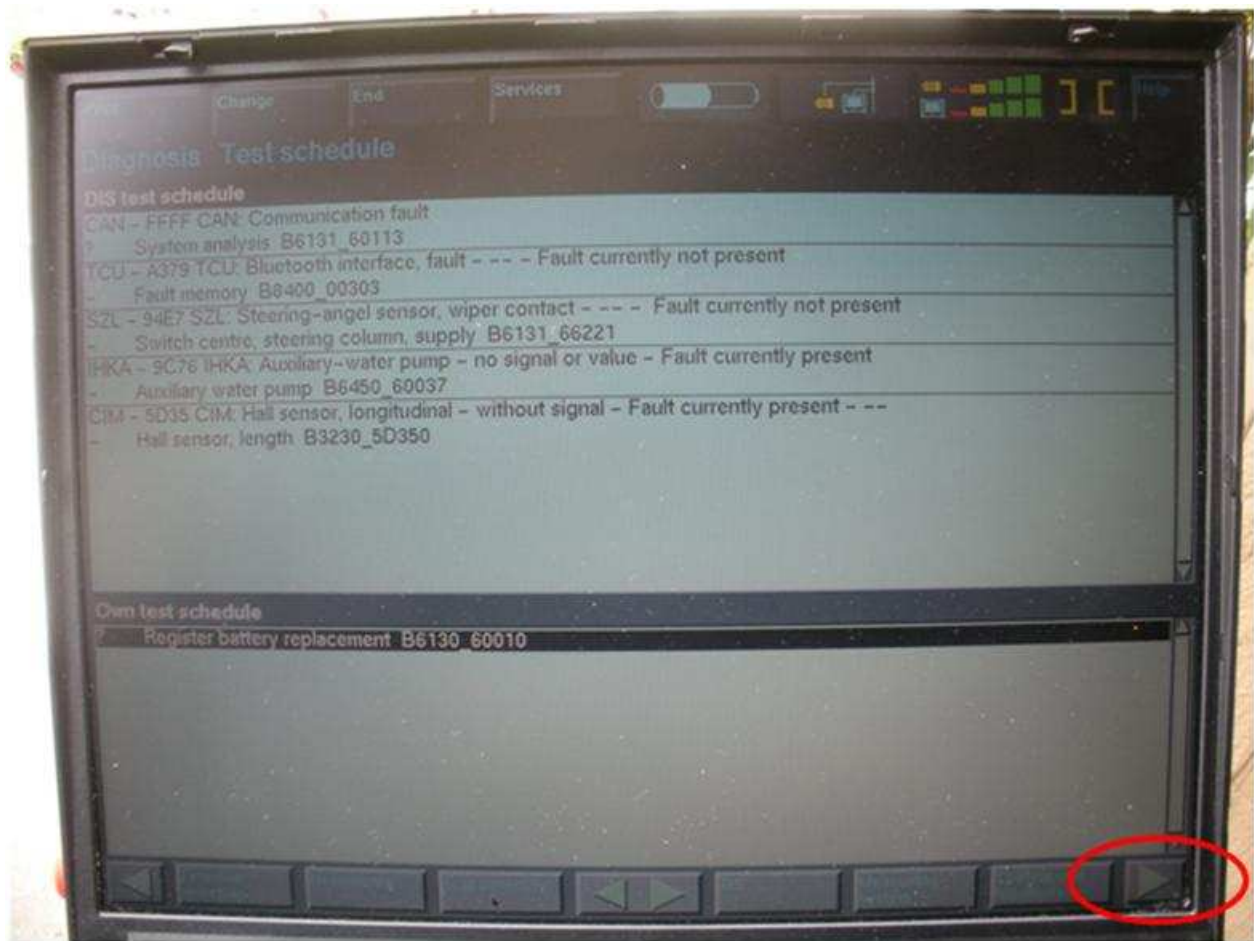 Change
End
Services
Help
Diagnosis Test schedule
DIS test schedule
CAN - FFFF CAN: Communication fault
? System analysis B6131_60113
TCU - A379 TCU: Bluetooth interface, fault - -- - Fault currently not present
- Fault memory B8400_00303
SZL - 94E7 SZL: Steering-angel sensor, wiper contact - -- - Fault currently not present
- Switch centre, steering column, supply B6131_66221
IHKA - 9C76 IHKA: Auxiliary-water pump - no signal or value - Fault currently present
- Auxiliary water pump B6450_60037
CIM - 5D35 CIM: Hall sensor, longitudinal - without signal - Fault currently present - --
- Hall sensor, length B3230_5D350
Own test schedule
? Register battery replacement B6130_60010